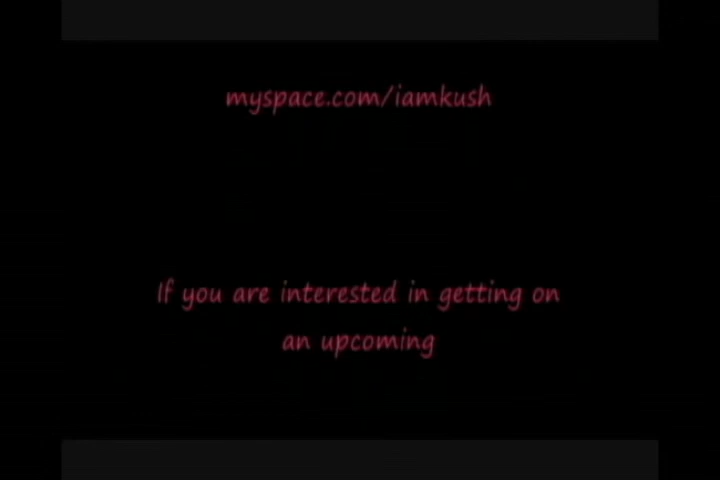 myspace.com/iamkush
If you are interested in getting on
an upcoming